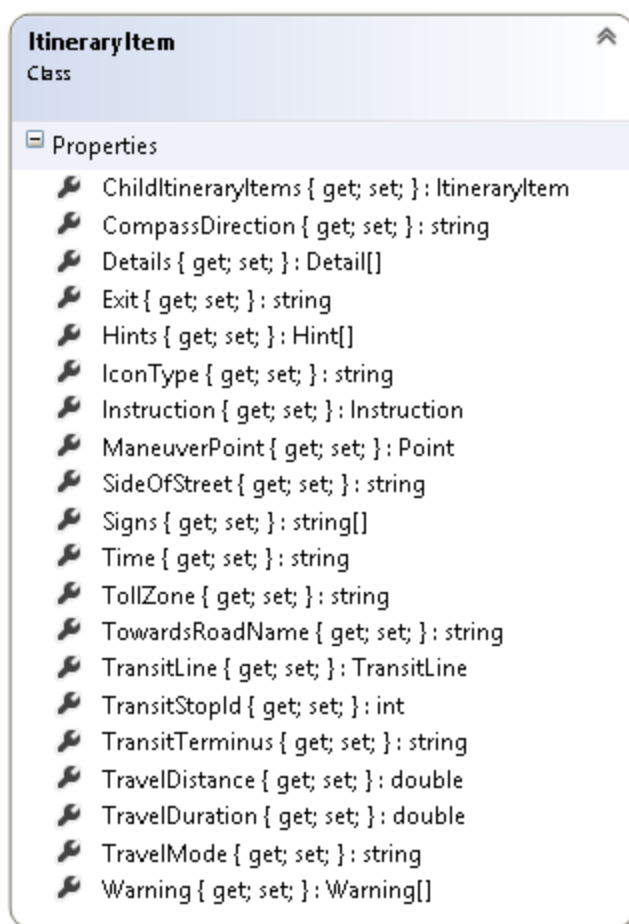 ItineraryItem
Class
Properties
ChildItineraryItems { get; set; } : ItineraryItem
CompassDirection { get; set; } : string
Details { get; set; } : Detail[]
Exit { get; set; } : string
Hints { get; set; } : Hint[]
IconType { get; set; } : string
Instruction { get; set; } : Instruction
ManeuverPoint { get; set; } : Point
SideOfStreet { get; set; } : string
Signs { get; set; } : string[]
Time { get; set; } : string
TollZone { get; set; } : string
TowardsRoadName { get; set; } : string
TransitLine { get; set; } : TransitLine
TransitStopId { get; set; } : int
TransitTerminus { get; set; } : string
TravelDistance { get; set; } : double
TravelDuration { get; set; } : double
TravelMode { get; set; } : string
Warning { get; set; } : Warning[]